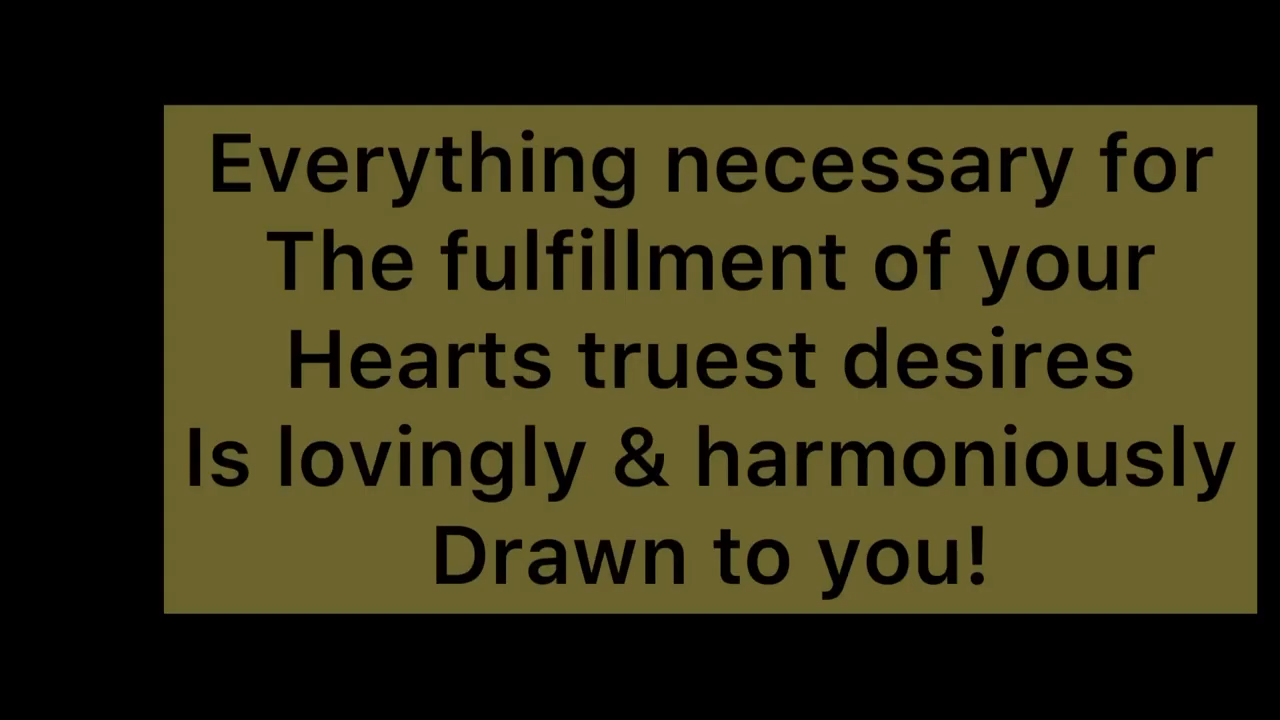 Everything necessary for
The fulfillment of your
Hearts truest desires
Is lovingly & harmoniously
Drawn to you!